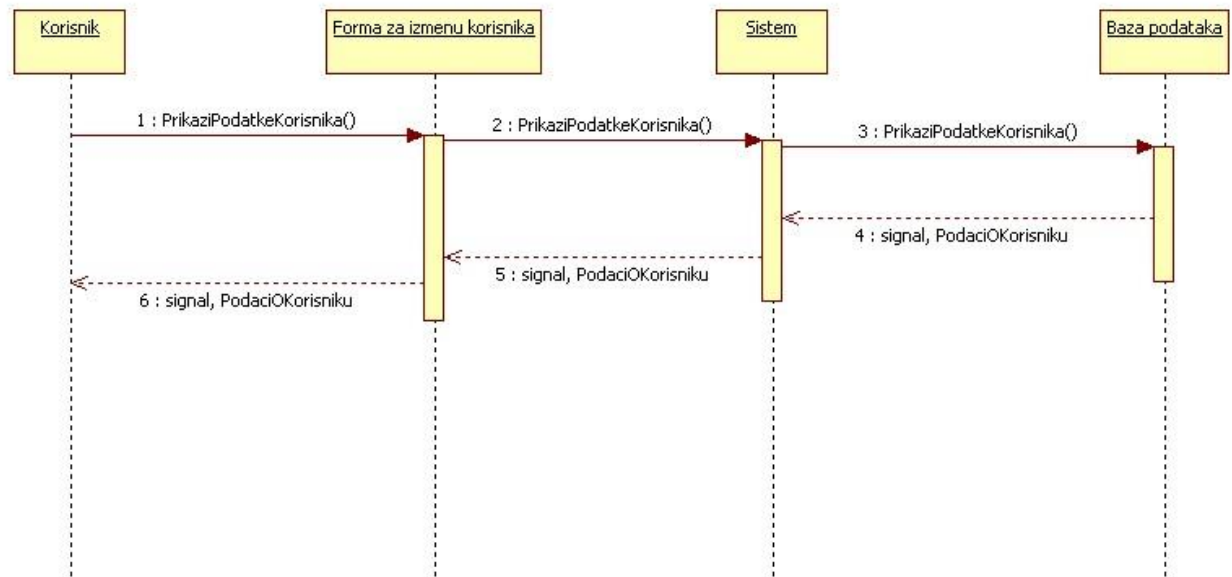 Korisnik
Forma za izmenu korisnika
Sistem
Baza podataka
1 : PrikaziPodatkeKorisnika()
2 : PrikaziPodatkeKorisnika()
3 : PrikaziPodatkeKorisnika()
4 : signal, PodaciOKorisniku
5 : signal, PodaciOKorisniku
6 : signal, PodaciOKorisniku